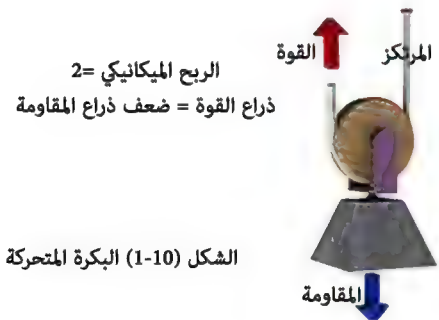 القوة
المرتكز
الربح الميكانيكي =2
ذراع القوة = ضعف ذراع المقاومة
الشكل (10-1) البكرة المتحركة
المقاومة